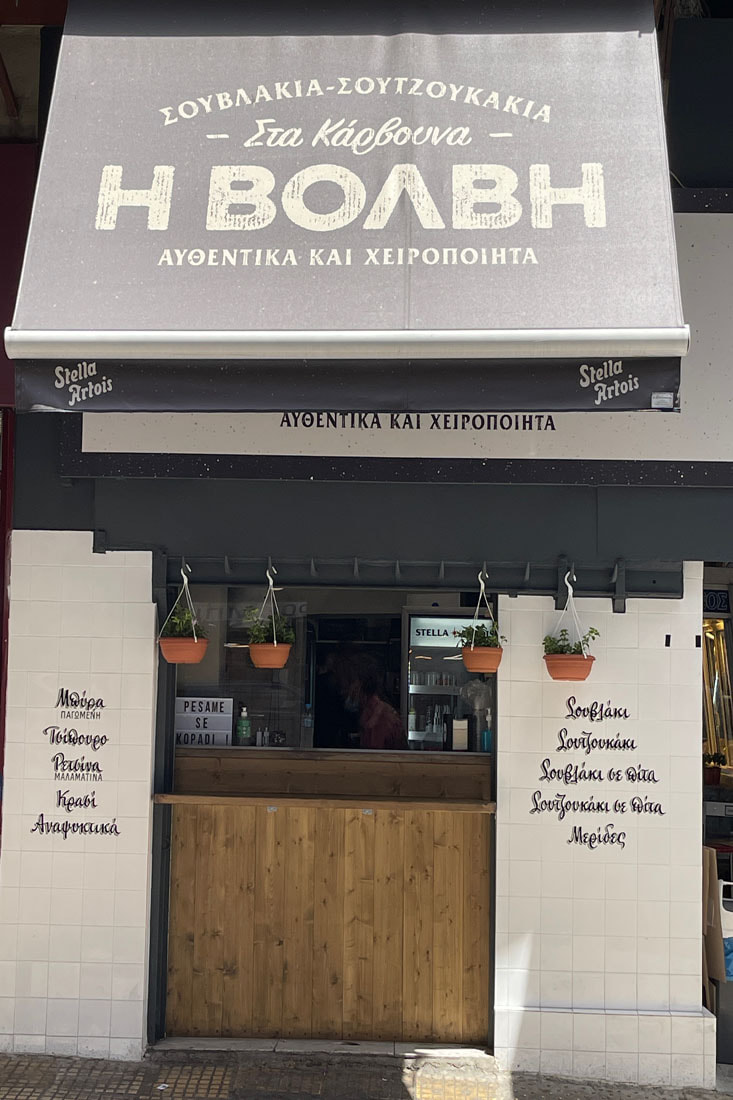 ΣΟΥΒΛΑΚΙΑ-ΣΟΥΤΖΟΥΚΑΚΙΑ
- Στα Κάρβουνα -
Η ΒΟΛΒΗ
ΑΥΘΕΝΤΙΚΑ ΚΑΙ ΧΕΙΡΟΠΟΙΗΤΑ
Stella
Artois
Stella
Artois
ΑΥΘΕΝΤΙΚΑ ΚΑΙ ΧΕΙΡΟΠΟΙΗΤΑ
STELLA
PESAME
SE
KOPADI !
Μπύρα
ΠΑΓΩΜΕΝΗ
Τσίπουρο
Ρετσίνα
ΜΑΛΑΜΑΤΙΝΑ
Κρασί
Αναψυκτικά
Σουβλάκι
Σουτζουκάκι
Σουβλάκι σε πίτα
Σουτζουκάκι σε πίτα
Μερίδες